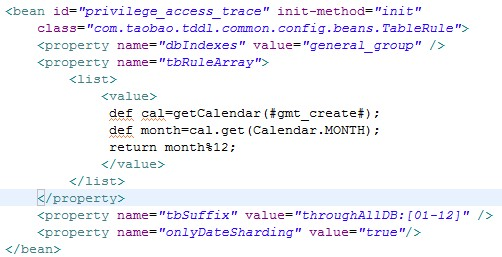 <bean id="privilege_access_trace" init-method="init"
class="com.taobao.tddl.common.config.beans.TableRule">
<property name="dbIndexes" value="general_group" />
<property name="tbRuleArray">
<list>
<value>
def cal=getCalendar(#gmt_create#);
def month=cal.get(Calendar.MONTH);
return month%12;
</value>
</list>
</property>
<property name="tbSuffix" value="throughAllDB:[01-12]" />
<property name="onlyDateSharding" value="true"/>
</bean>